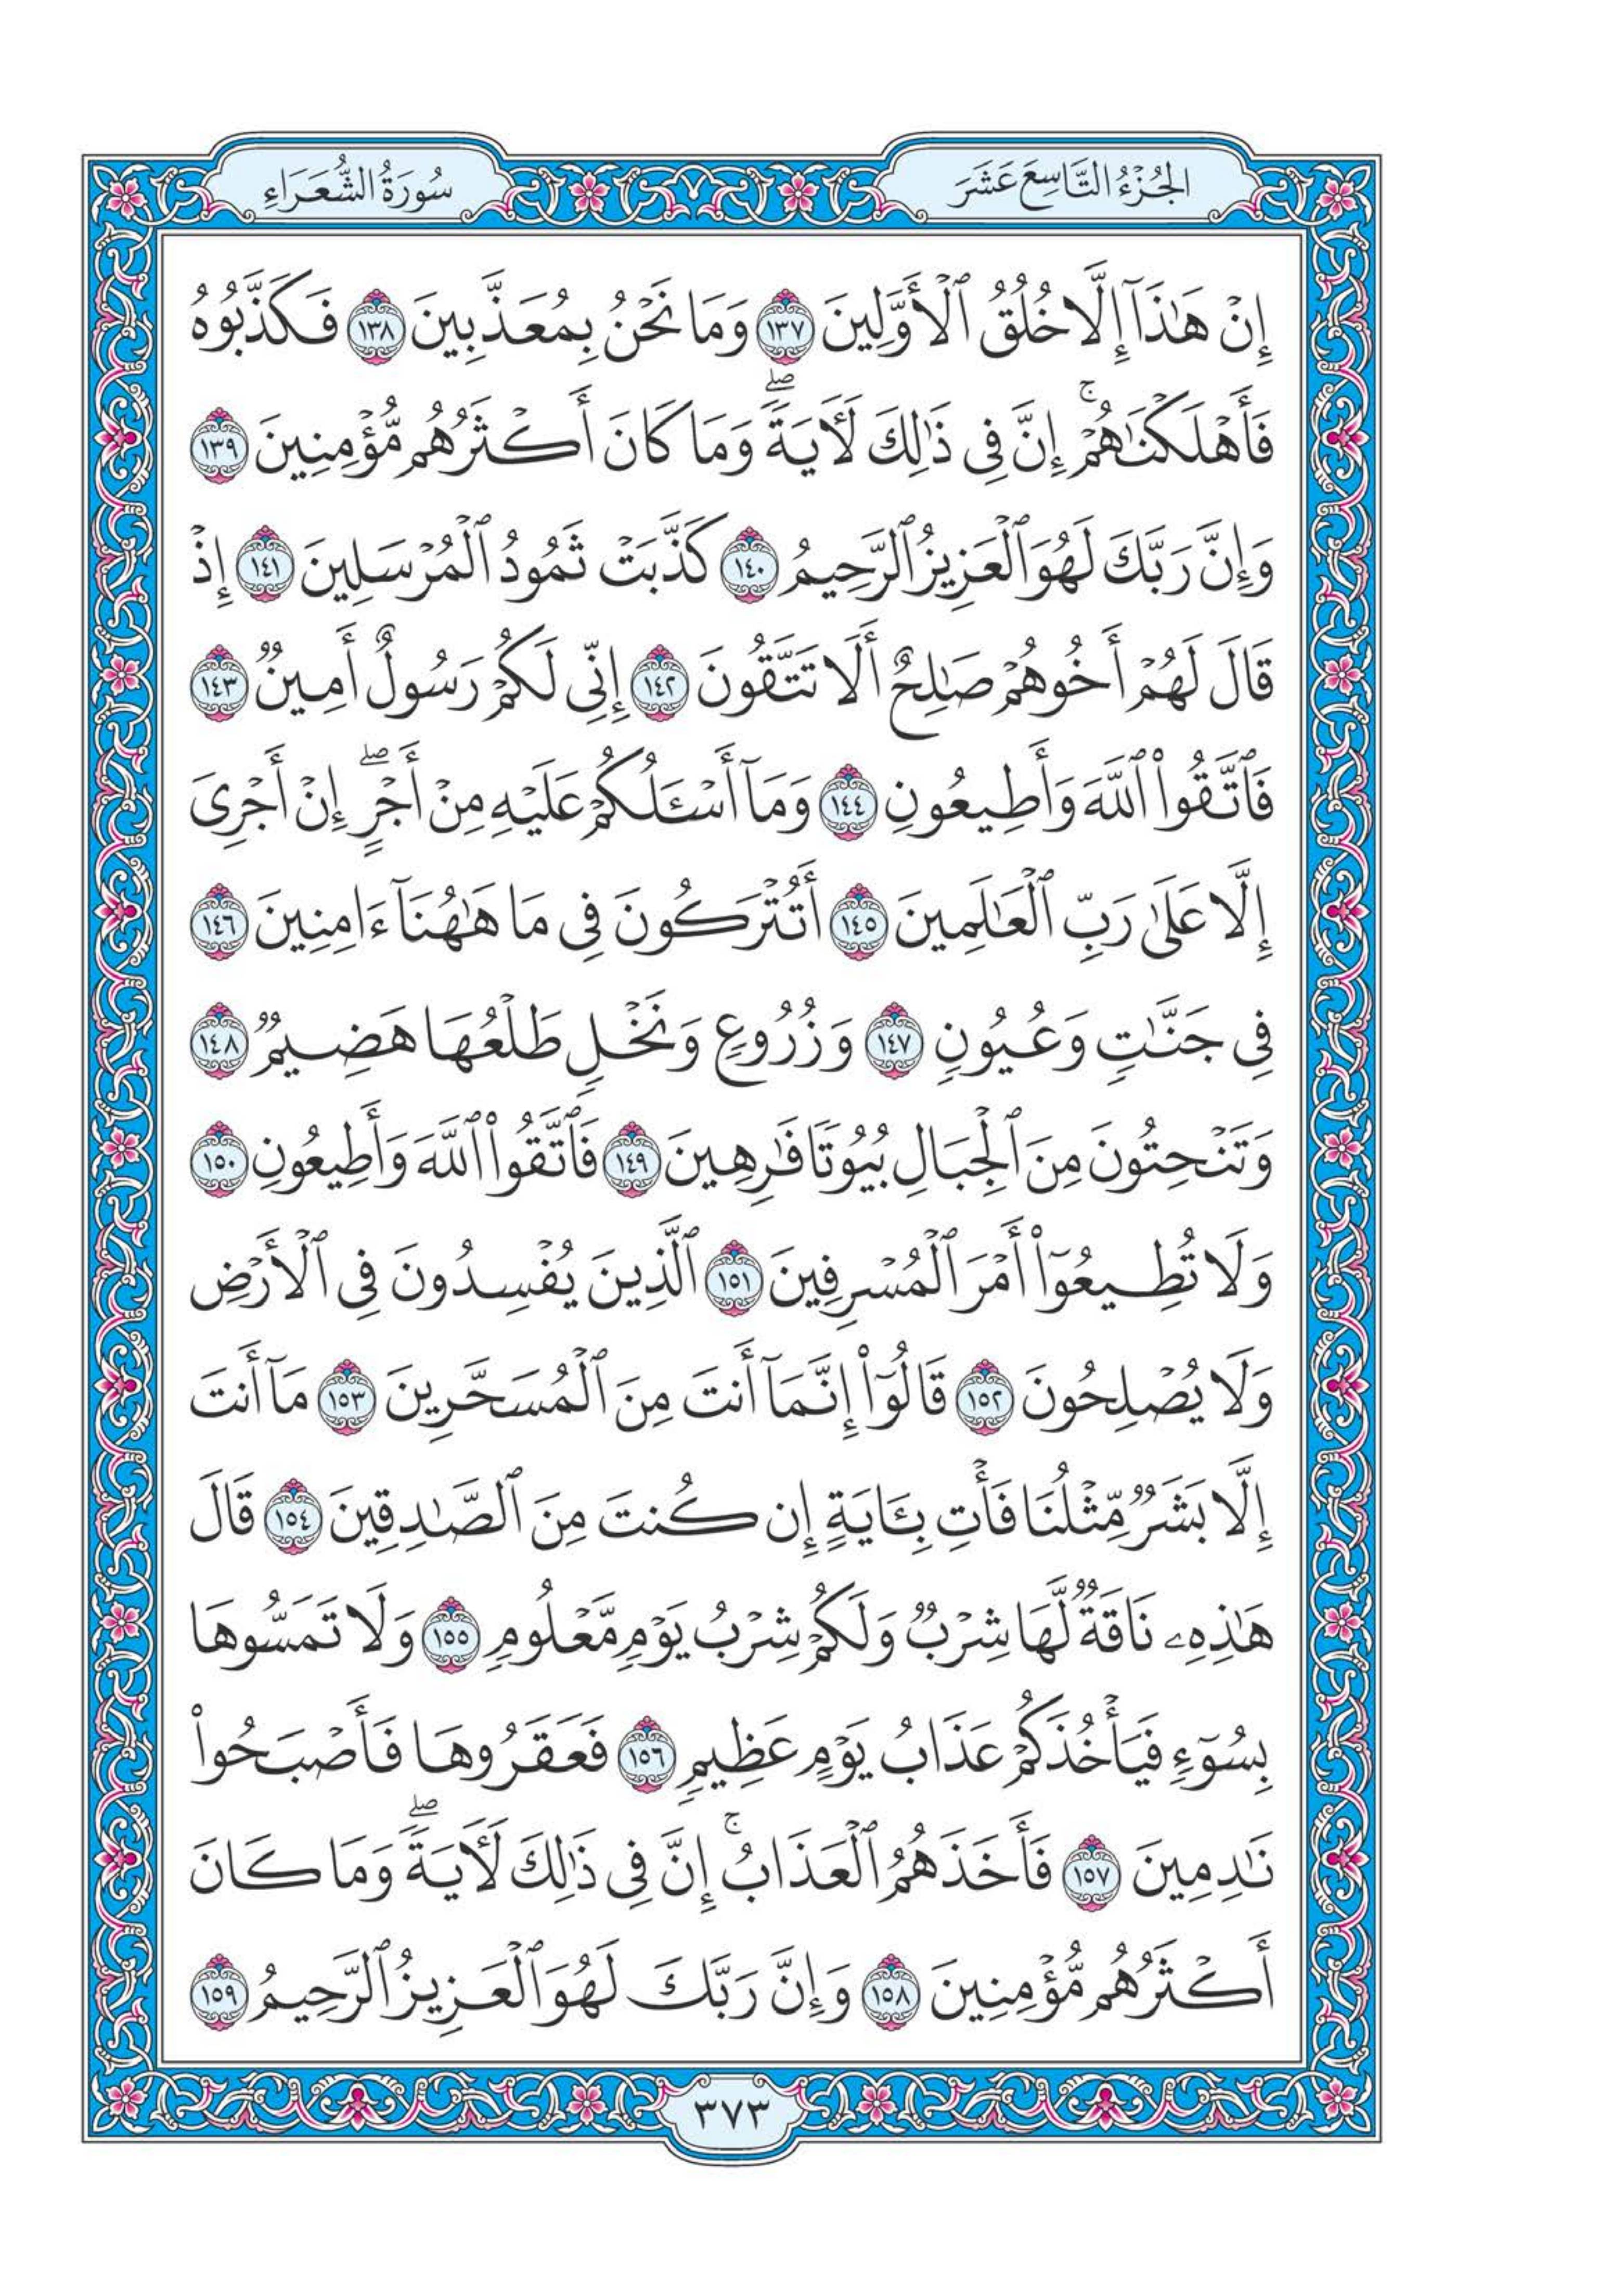 الجُزْءُ التَّاسِعَ عَشَرَ
سُورَةُ الشُّعَرَاءِ
إِنْ هَٰذَآ إِلَّا خُلُقُ ٱلْأَوَّلِينَ ١٣٧ وَمَا نَحْنُ بِمُعَذَّبِينَ ١٣٨ فَكَذَّبُوهُ
فَأَهْلَكْنَٰهُمْ ۚ إِنَّ فِى ذَٰلِكَ لَءَايَةً ۖ وَمَا كَانَ أَكْثَرُهُم مُّؤْمِنِينَ ١٣٩
وَإِنَّ رَبَّكَ لَهُوَ ٱلْعَزِيزُ ٱلرَّحِيمُ ١٤٠ كَذَّبَتْ ثَمُودُ ٱلْمُرْسَلِينَ ١٤١ إِذْ
قَالَ لَهُمْ أَخُوهُمْ صَٰلِحٌ أَلَا تَتَّقُونَ ١٤٢ إِنِّى لَكُمْ رَسُولٌ أَمِينٌ ١٤٣
فَٱتَّقُوا۟ ٱللَّهَ وَأَطِيعُونِ ١٤٤ وَمَآ أَسْـَٔلُكُمْ عَلَيْهِ مِنْ أَجْرٍ ۖ إِنْ أَجْرِىَ
إِلَّا عَلَىٰ رَبِّ ٱلْعَٰلَمِينَ ١٤٥ أَتُتْرَكُونَ فِى مَا هَٰهُنَآ ءَامِنِينَ ١٤٦
فِى جَنَّٰتٍ وَعُيُونٍ ١٤٧ وَزُرُوعٍ وَنَخْلٍ طَلْعُهَا هَضِيمٌ ١٤٨
وَتَنْحِتُونَ مِنَ ٱلْجِبَالِ بُيُوتًا فَٰرِهِينَ ١٤٩ فَٱتَّقُوا۟ ٱللَّهَ وَأَطِيعُونِ ١٥٠
وَلَا تُطِيعُوٓا۟ أَمْرَ ٱلْمُسْرِفِينَ ١٥١ ٱلَّذِينَ يُفْسِدُونَ فِى ٱلْأَرْضِ
وَلَا يُصْلِحُونَ ١٥٢ قَالُوٓا۟ إِنَّمَآ أَنتَ مِنَ ٱلْمُسَحَّرِينَ ١٥٣ مَآ أَنتَ
إِلَّا بَشَرٌ مِّثْلُنَا فَأْتِ بِـَٔايَةٍ إِن كُنتَ مِنَ ٱلصَّٰدِقِينَ ١٥٤ قَالَ
هَٰذِهِۦ نَاقَةٌ لَّهَا شِرْبٌ وَلَكُمْ شِرْبُ يَوْمٍ مَّعْلُومٍ ١٥٥ وَلَا تَمَسُّوهَا
بِسُوٓءٍ فَيَأْخُذَكُمْ عَذَابُ يَوْمٍ عَظِيمٍ ١٥٦ فَعَقَرُوهَا فَأَصْبَحُوا۟
نَٰدِمِينَ ١٥٧ فَأَخَذَهُمُ ٱلْعَذَابُ ۚ إِنَّ فِى ذَٰلِكَ لَءَايَةً ۖ وَمَا كَانَ
أَكْثَرُهُم مُّؤْمِنِينَ ١٥٨ وَإِنَّ رَبَّكَ لَهُوَ ٱلْعَزِيزُ ٱلرَّحِيمُ ١٥٩
٣٧٣